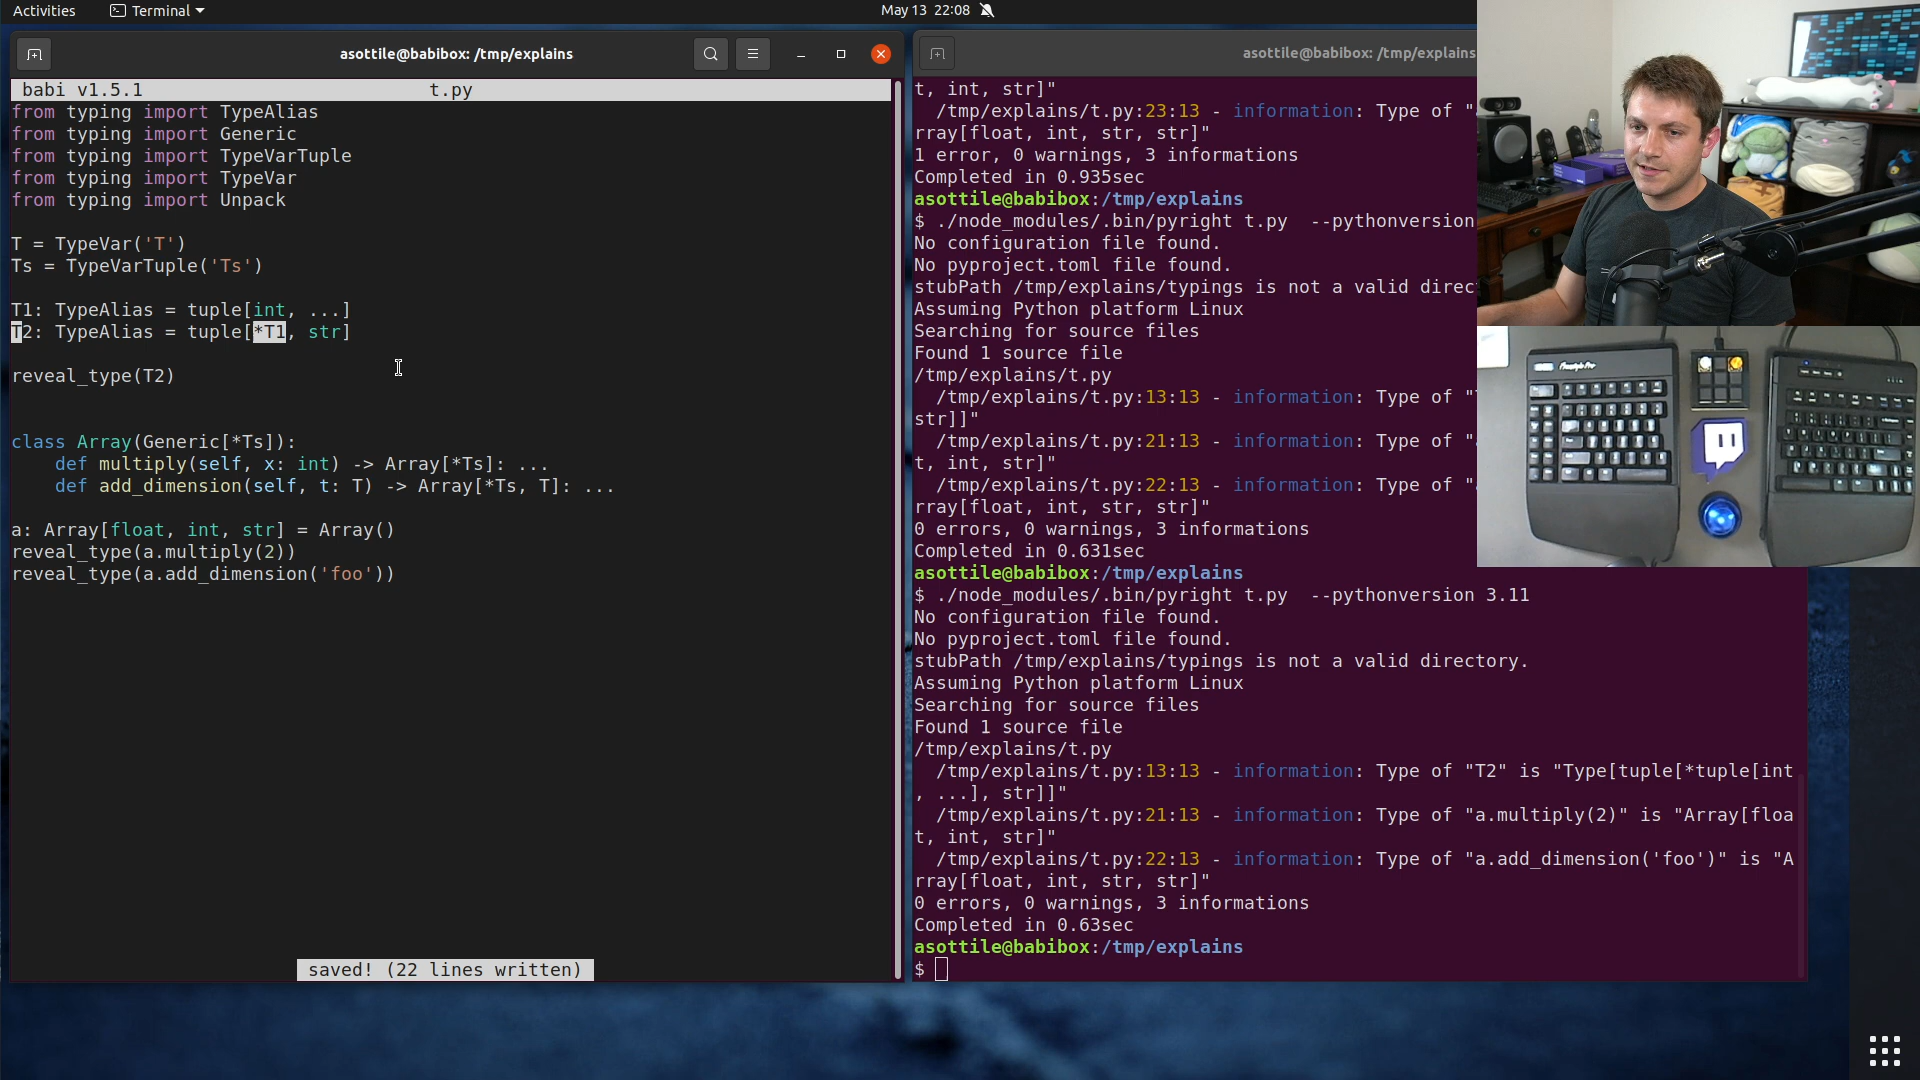 Activities
Terminal
May 13 22:08
asottile@babibox: /tmp/explains
babi v1.5.1 t.py
from typing import TypeAlias
from typing import Generic
from typing import TypeVarTuple
from typing import TypeVar
from typing import Unpack
T = TypeVar('T')
Ts = TypeVarTuple('Ts')
T1: TypeAlias = tuple[int, ...]
T2: TypeAlias = tuple[*T1, str]
reveal_type(T2)
class Array(Generic[*Ts]):
    def multiply(self, x: int) -> Array[*Ts]: ...
    def add_dimension(self, t: T) -> Array[*Ts, T]: ...
a: Array[float, int, str] = Array()
reveal_type(a.multiply(2))
reveal_type(a.add_dimension('foo'))
saved! (22 lines written)
asottile@babibox: /tmp/explains
t, int, str]"
  /tmp/explains/t.py:23:13 - information: Type of "
rray[float, int, str, str]"
1 error, 0 warnings, 3 informations
Completed in 0.935sec
asottile@babibox:/tmp/explains
$ ./node_modules/.bin/pyright t.py  --pythonversion
No configuration file found.
No pyproject.toml file found.
stubPath /tmp/explains/typings is not a valid direc
Assuming Python platform Linux
Searching for source files
Found 1 source file
/tmp/explains/t.py
  /tmp/explains/t.py:13:13 - information: Type of "
str]]"
  /tmp/explains/t.py:21:13 - information: Type of "
t, int, str]"
  /tmp/explains/t.py:22:13 - information: Type of "
rray[float, int, str, str]"
0 errors, 0 warnings, 3 informations
Completed in 0.631sec
asottile@babibox:/tmp/explains
$ ./node_modules/.bin/pyright t.py  --pythonversion 3.11
No configuration file found.
No pyproject.toml file found.
stubPath /tmp/explains/typings is not a valid directory.
Assuming Python platform Linux
Searching for source files
Found 1 source file
/tmp/explains/t.py
  /tmp/explains/t.py:13:13 - information: Type of "T2" is "Type[tuple[*tuple[int
, ...], str]]"
  /tmp/explains/t.py:21:13 - information: Type of "a.multiply(2)" is "Array[floa
t, int, str]"
  /tmp/explains/t.py:22:13 - information: Type of "a.add_dimension('foo')" is "A
rray[float, int, str, str]"
0 errors, 0 warnings, 3 informations
Completed in 0.63sec
asottile@babibox:/tmp/explains
$